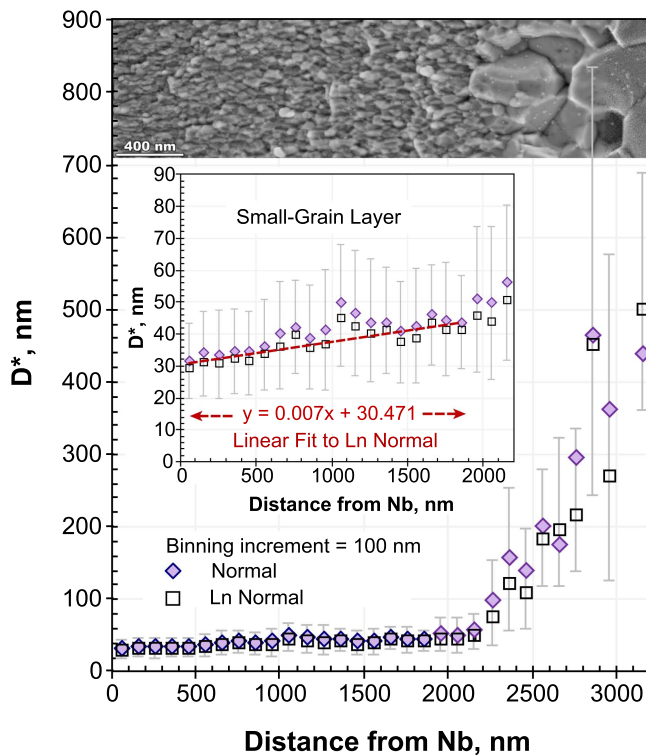 900
800
700
600
500
400
300
200
100
0
D*, nm
400 nm
90
80
70
60
50
40
30
20
10
0
D*, nm
Small-Grain Layer
y = 0.007x + 30.471
Linear Fit to Ln Normal
0 500 1000 1500 2000
Distance from Nb, nm
Binning increment = 100 nm
Normal
Ln Normal
0 500 1000 1500 2000 2500 3000
Distance from Nb, nm